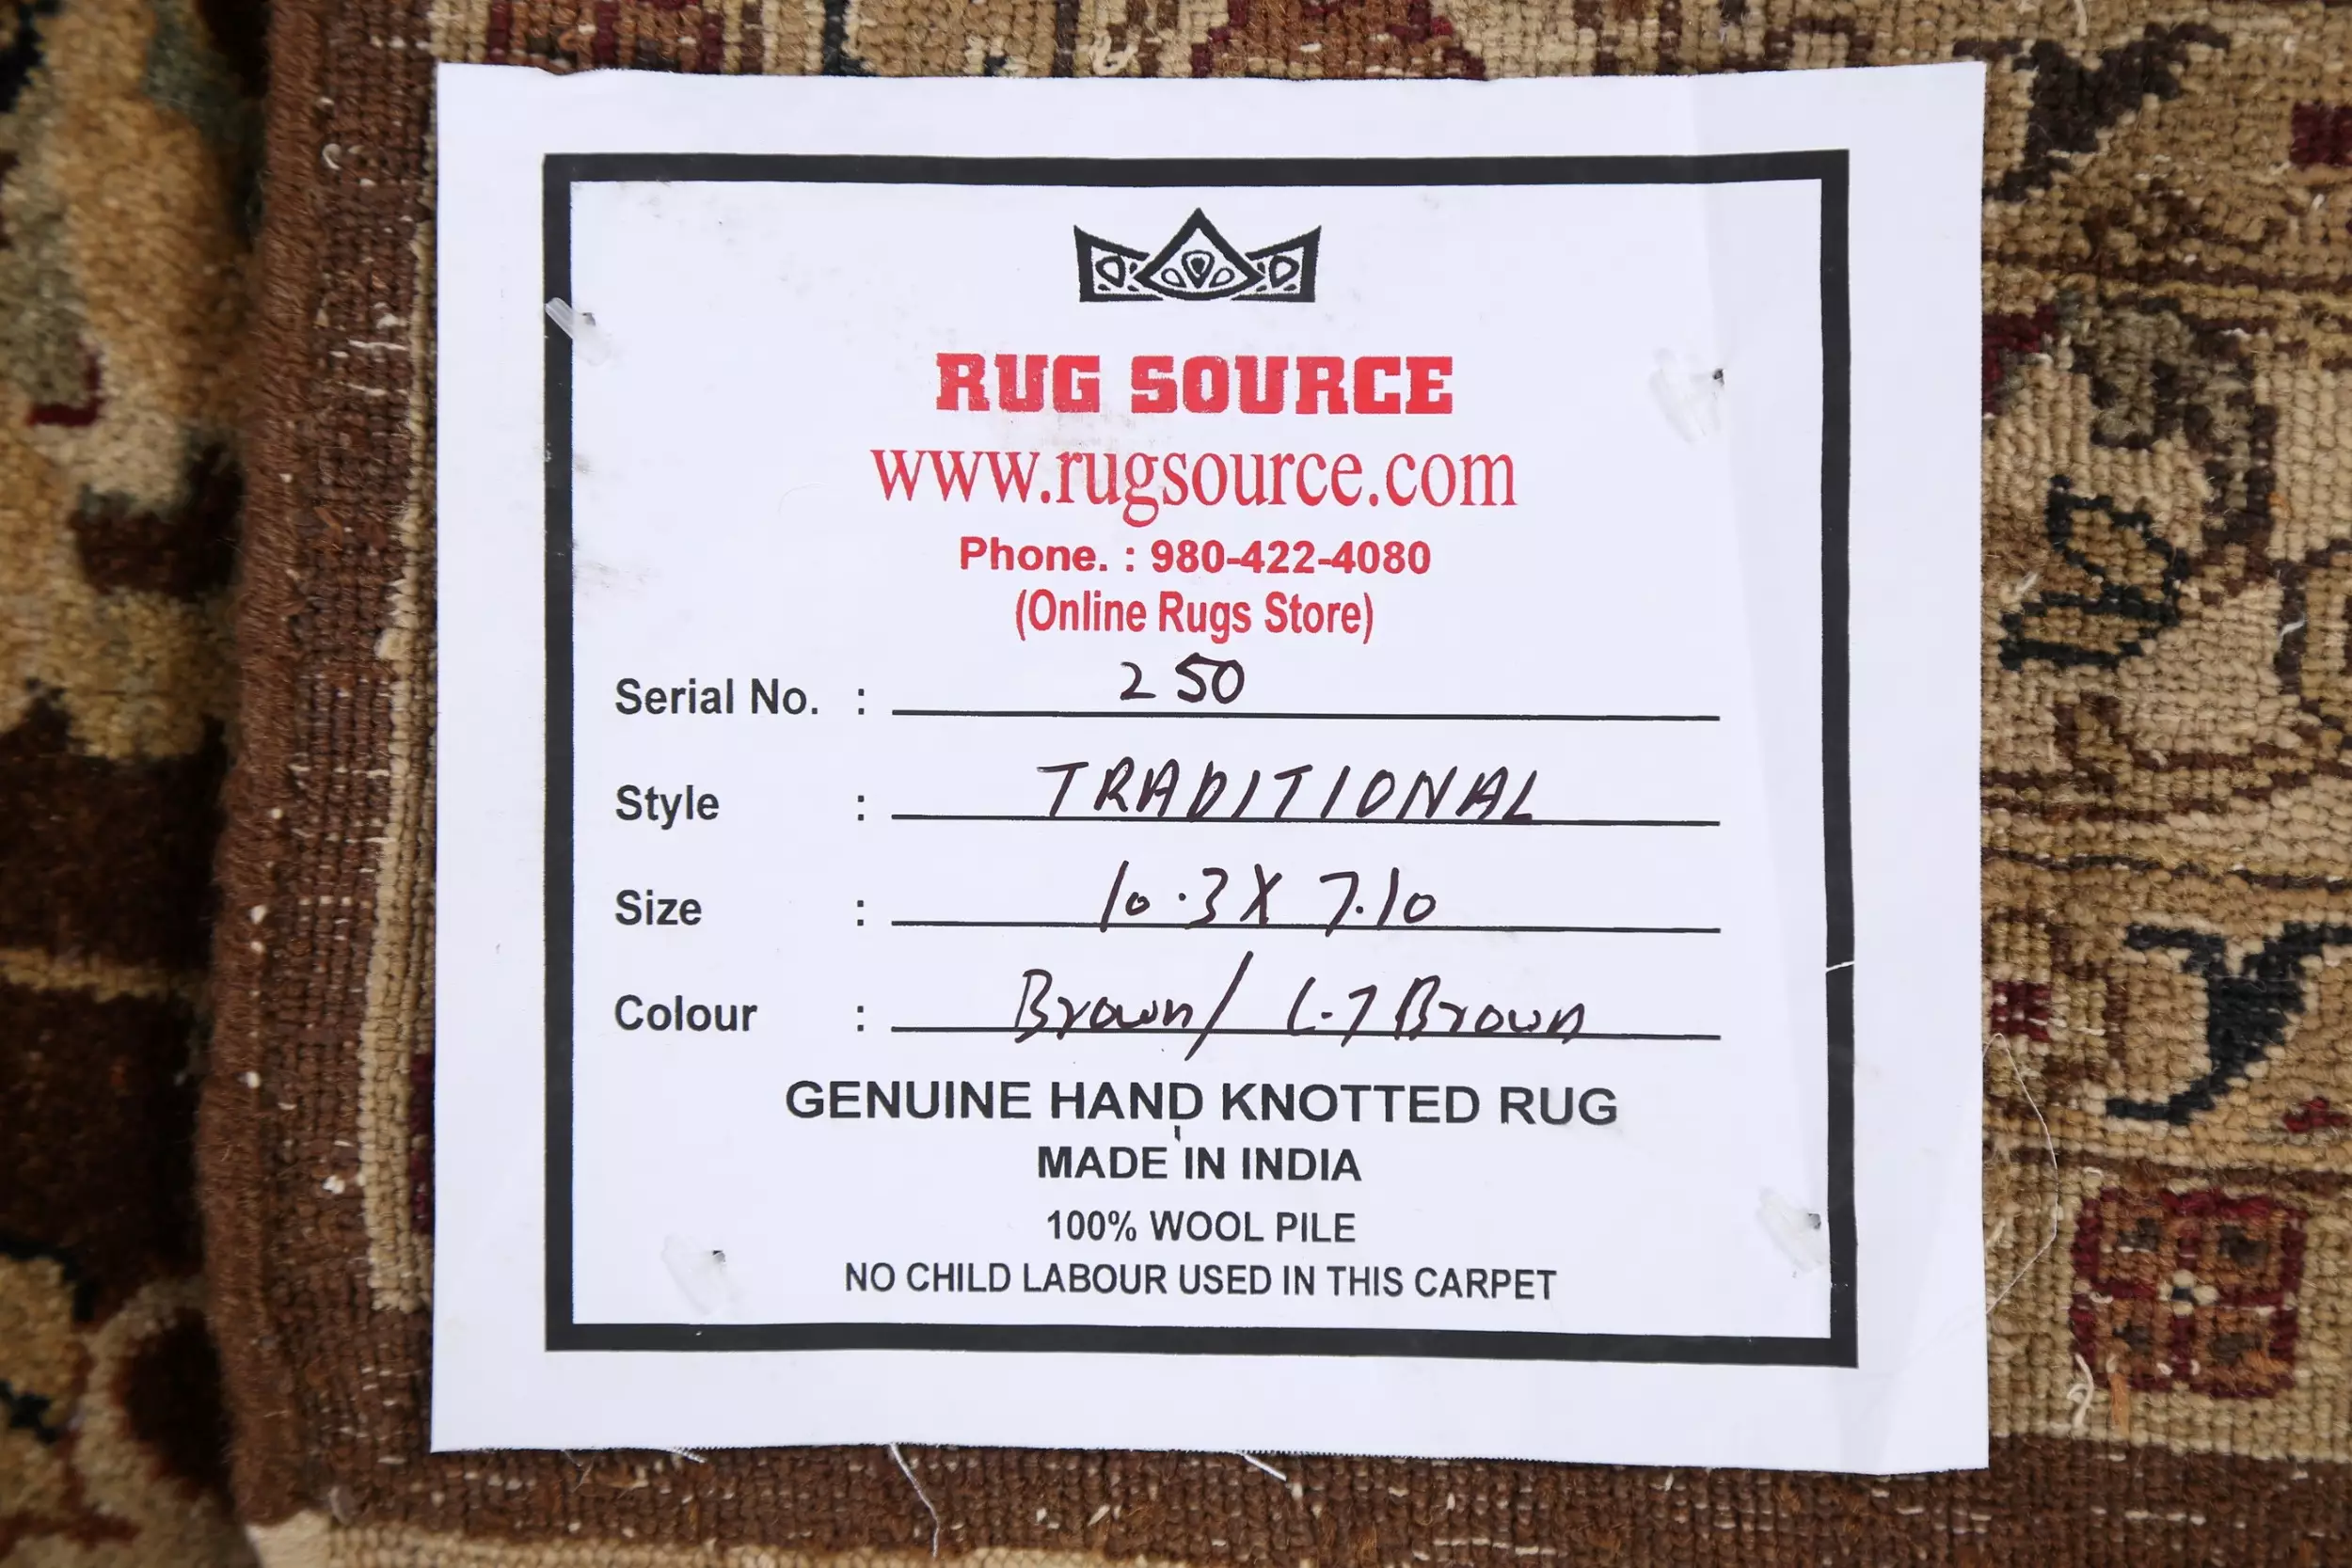 RUG SOURCE
www.rugsource.com
Phone. : 980-422-4080
(Online Rugs Store)
Serial No. : 250
Style : TRADITIONAL
Size : 10.3 X 7.10
Colour : Brown / L.T Brown
GENUINE HAND KNOTTED RUG
MADE IN INDIA
100% WOOL PILE
NO CHILD LABOUR USED IN THIS CARPET